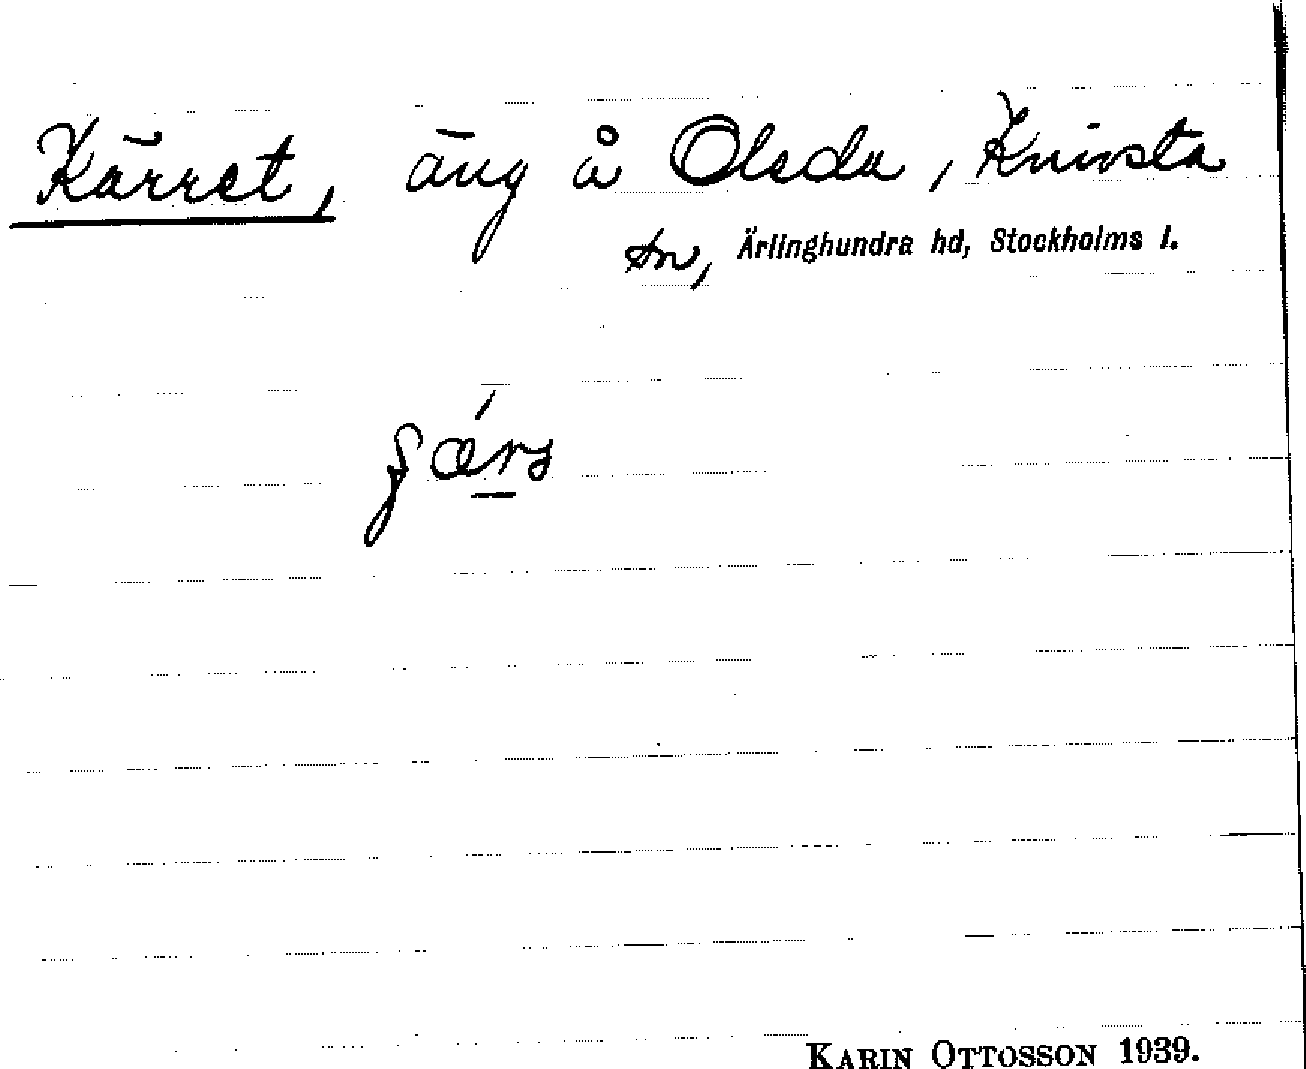 Kärret, äng å Olsda, Knivsta
sn, Ärlinghundra hd, Stockholms l.
KARIN OTTOSSON 1939.